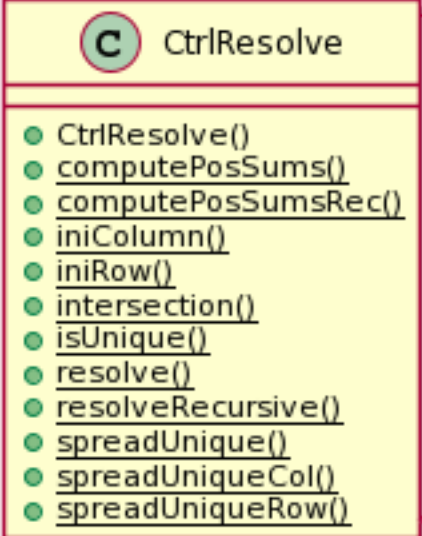 C CtrlResolve
CtrlResolve()
computePosSums()
computePosSumsRec()
iniColumn()
iniRow()
intersection()
isUnique()
resolve()
resolveRecursive()
spreadUnique()
spreadUniqueCol()
spreadUniqueRow()